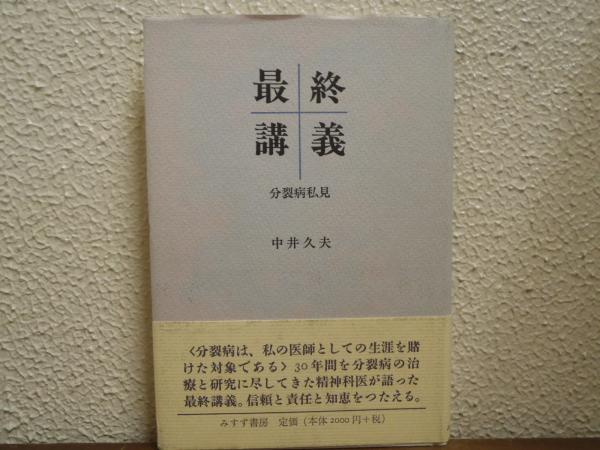 最終
講義
分裂病私見
中井久夫
〈分裂病は、私の医師としての生涯を賭
けた対象である〉30年間を分裂病の治
療と研究に尽してきた精神科医が語った
最終講義。信頼と責任と知恵をつたえる。
みすず書房 定価(本体2000円+税)